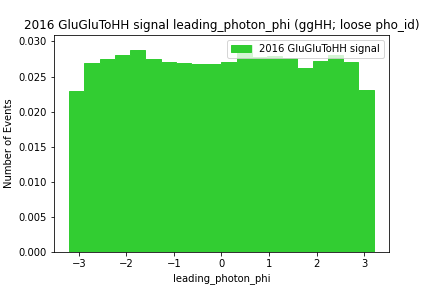 2016 GluGluToHH signal leading_photon_phi (ggHH; loose pho_id)
2016 GluGluToHH signal
Number of Events
0.030
0.025
0.020
0.015
0.010
0.005
0.000
−3 −2 −1 0 1 2 3
leading_photon_phi